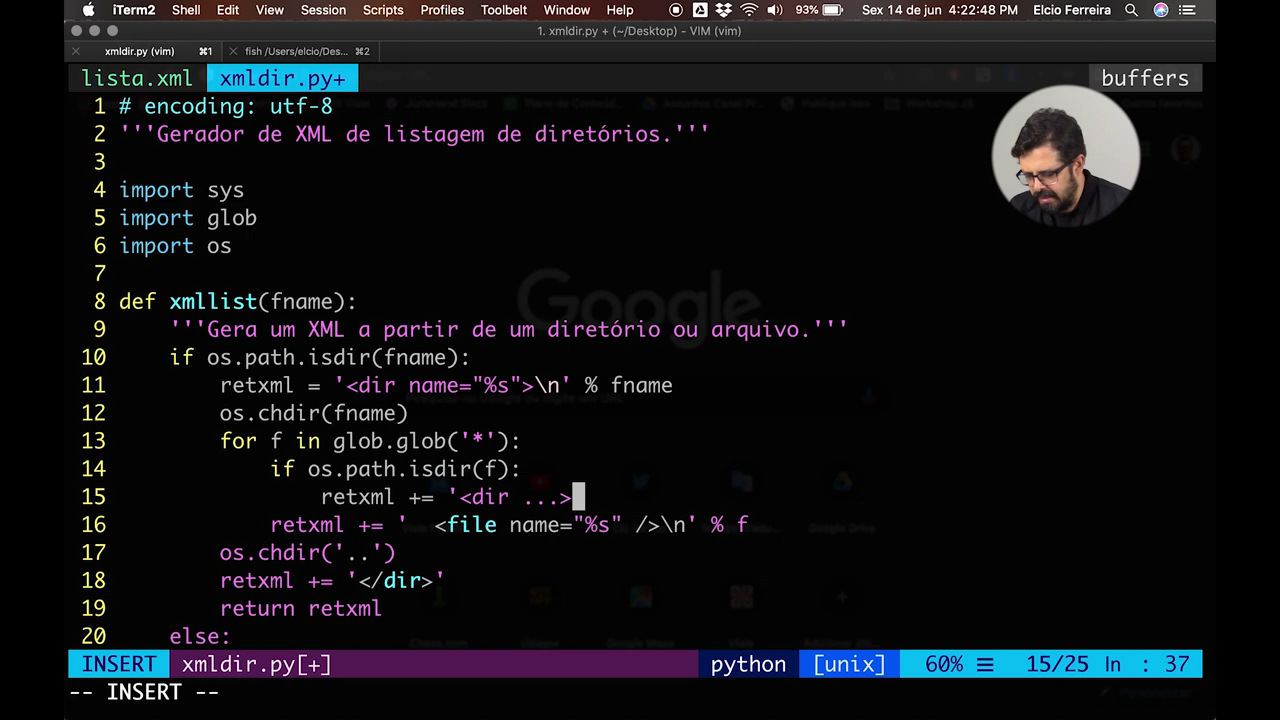 iTerm2 Shell Edit View Session Scripts Profiles Toolbelt Window Help 93% Sex 14 de jun 4:22:48 PM Elcio Ferreira
1. xmldir.py + (~/Desktop) - VIM (vim)
xmldir.py (vim) ⌘1 fish /Users/elcio/Des... ⌘2
lista.xml xmldir.py+ buffers
1 # encoding: utf-8
2 '''Gerador de XML de listagem de diretórios.'''
3
4 import sys
5 import glob
6 import os
7
8 def xmllist(fname):
9     '''Gera um XML a partir de um diretório ou arquivo.'''
10     if os.path.isdir(fname):
11         retxml = '<dir name="%s">\n' % fname
12         os.chdir(fname)
13         for f in glob.glob('*'):
14             if os.path.isdir(f):
15                 retxml += '<dir ...>
16             retxml += '  <file name="%s" />\n' % f
17         os.chdir('..')
18         retxml += '</dir>'
19         return retxml
20     else:
Google
INSERT xmldir.py[+] python [unix] 60% ≡ 15/25 ln : 37
-- INSERT --